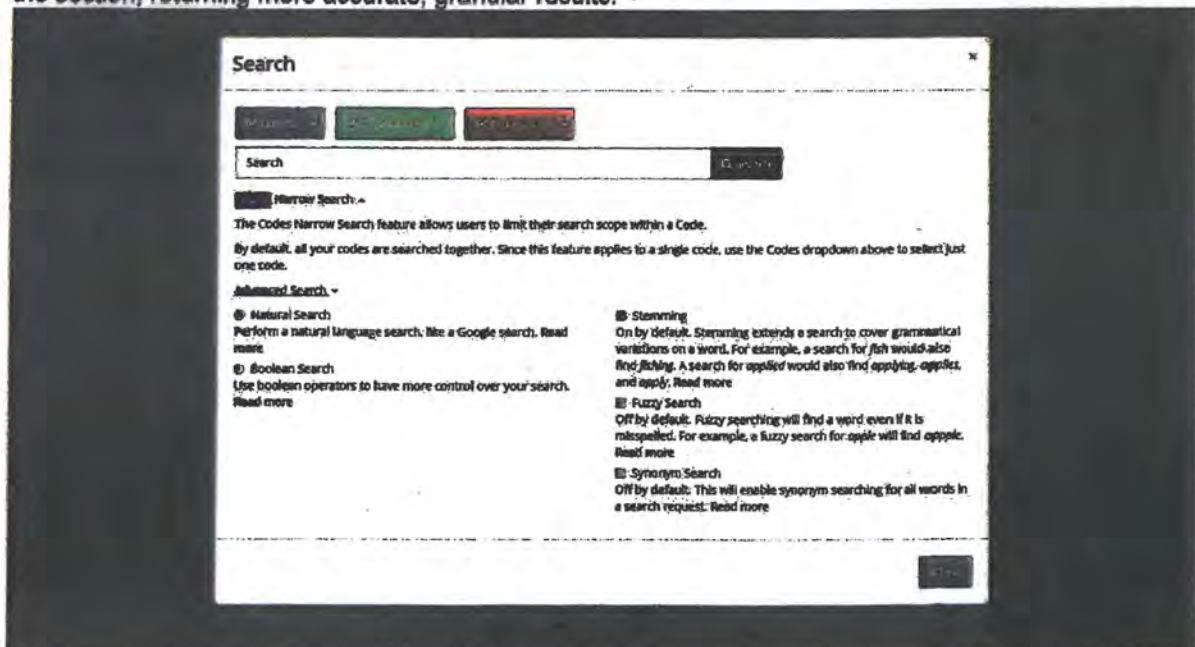 the section, returning more accurate, granular results.
Search
Search
Narrow Search
The Codes Narrow Search feature allows users to limit their search scope within a Code.
By default, all your codes are searched together. Since this feature applies to a single code, use the Codes dropdown above to select just
one code.
Advanced Search
Natural Search
Perform a natural language search, like a Google search. Read
more
Boolean Search
Use boolean operators to have more control over your search.
Read more
Stemming
On by default. Stemming extends a search to cover grammatical
variations on a word. For example, a search for fish would also
find fishing. A search for applied would also find applying, applies,
and apply. Read more
Fuzzy Search
Off by default. Fuzzy searching will find a word even if it is
misspelled. For example, a fuzzy search for apple will find appple.
Read more
Synonym Search
Off by default. This will enable synonym searching for all words in
a search request. Read more